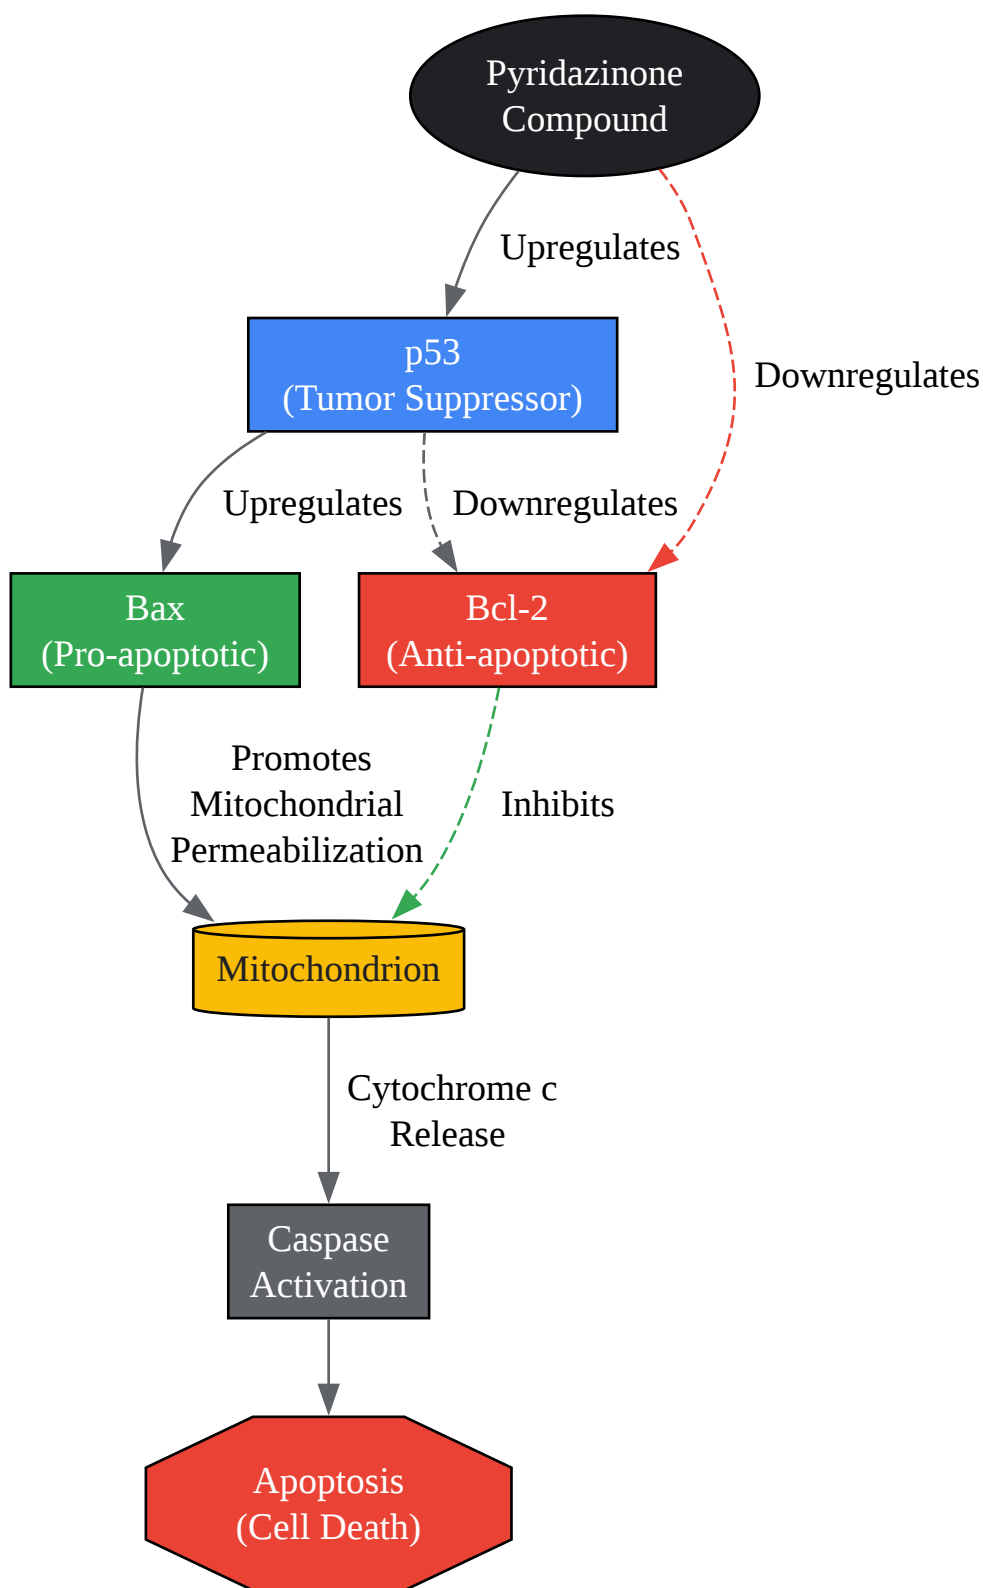 Pyridazinone
Compound
Upregulates
p53
(Tumor Suppressor)
Downregulates
Upregulates
Downregulates
Bax
(Pro-apoptotic)
Bcl-2
(Anti-apoptotic)
Promotes
Mitochondrial
Permeabilization
Inhibits
Mitochondrion
Cytochrome c
Release
Caspase
Activation
Apoptosis
(Cell Death)